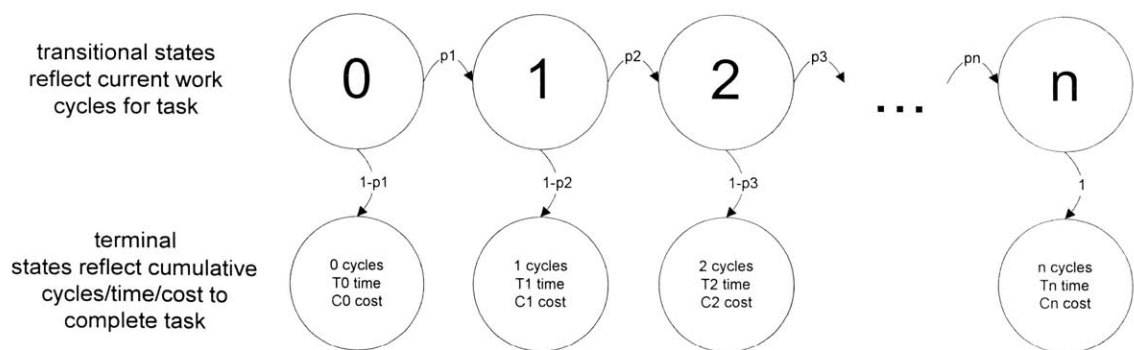 transitional states
reflect current work
cycles for task
0
p1
1
p2
2
p3
...
pn
n
1-p1
1-p2
1-p3
1
terminal
states reflect cumulative
cycles/time/cost to
complete task
0 cycles
T0 time
C0 cost
1 cycles
T1 time
C1 cost
2 cycles
T2 time
C2 cost
n cycles
Tn time
Cn cost